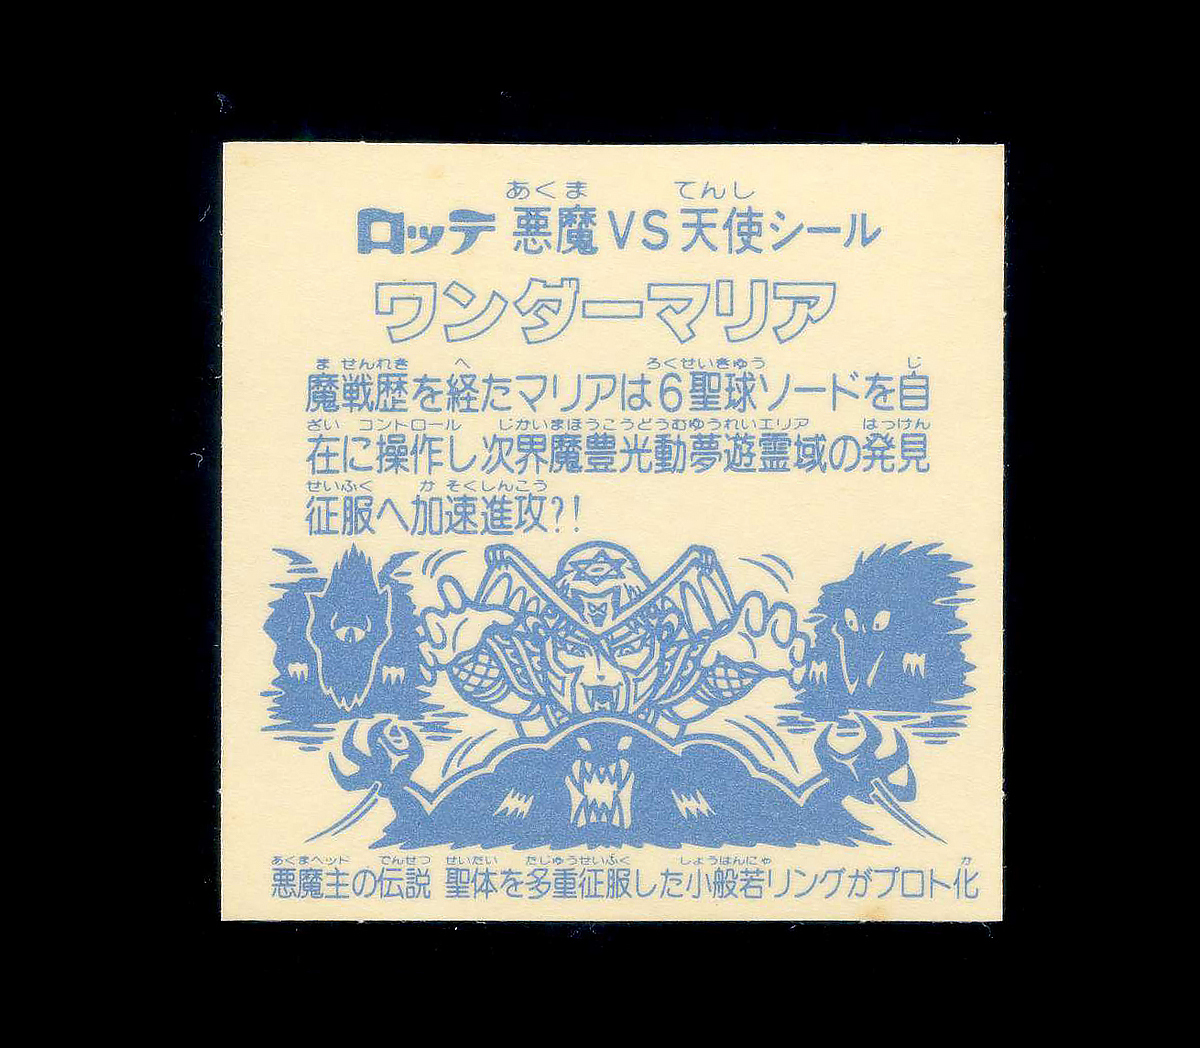 あくま てんし
ロッテ 悪魔VS天使シール
ワンダーマリア
ま せんれき へ ろくせいきゅう じ
魔戦歴を経たマリアは6聖球ソードを自
ざい コントロール じかいまほうこうどうむゆうれいエリア はっけん
在に操作し次界魔豊光動夢遊霊域の発見
せいふく か そくしんこう
征服へ加速進攻?!
あくまヘッド でんせつ せいたい たじゅうせいふく しょうはんにゃ か
悪魔主の伝説 聖体を多重征服した小般若リングがプロト化